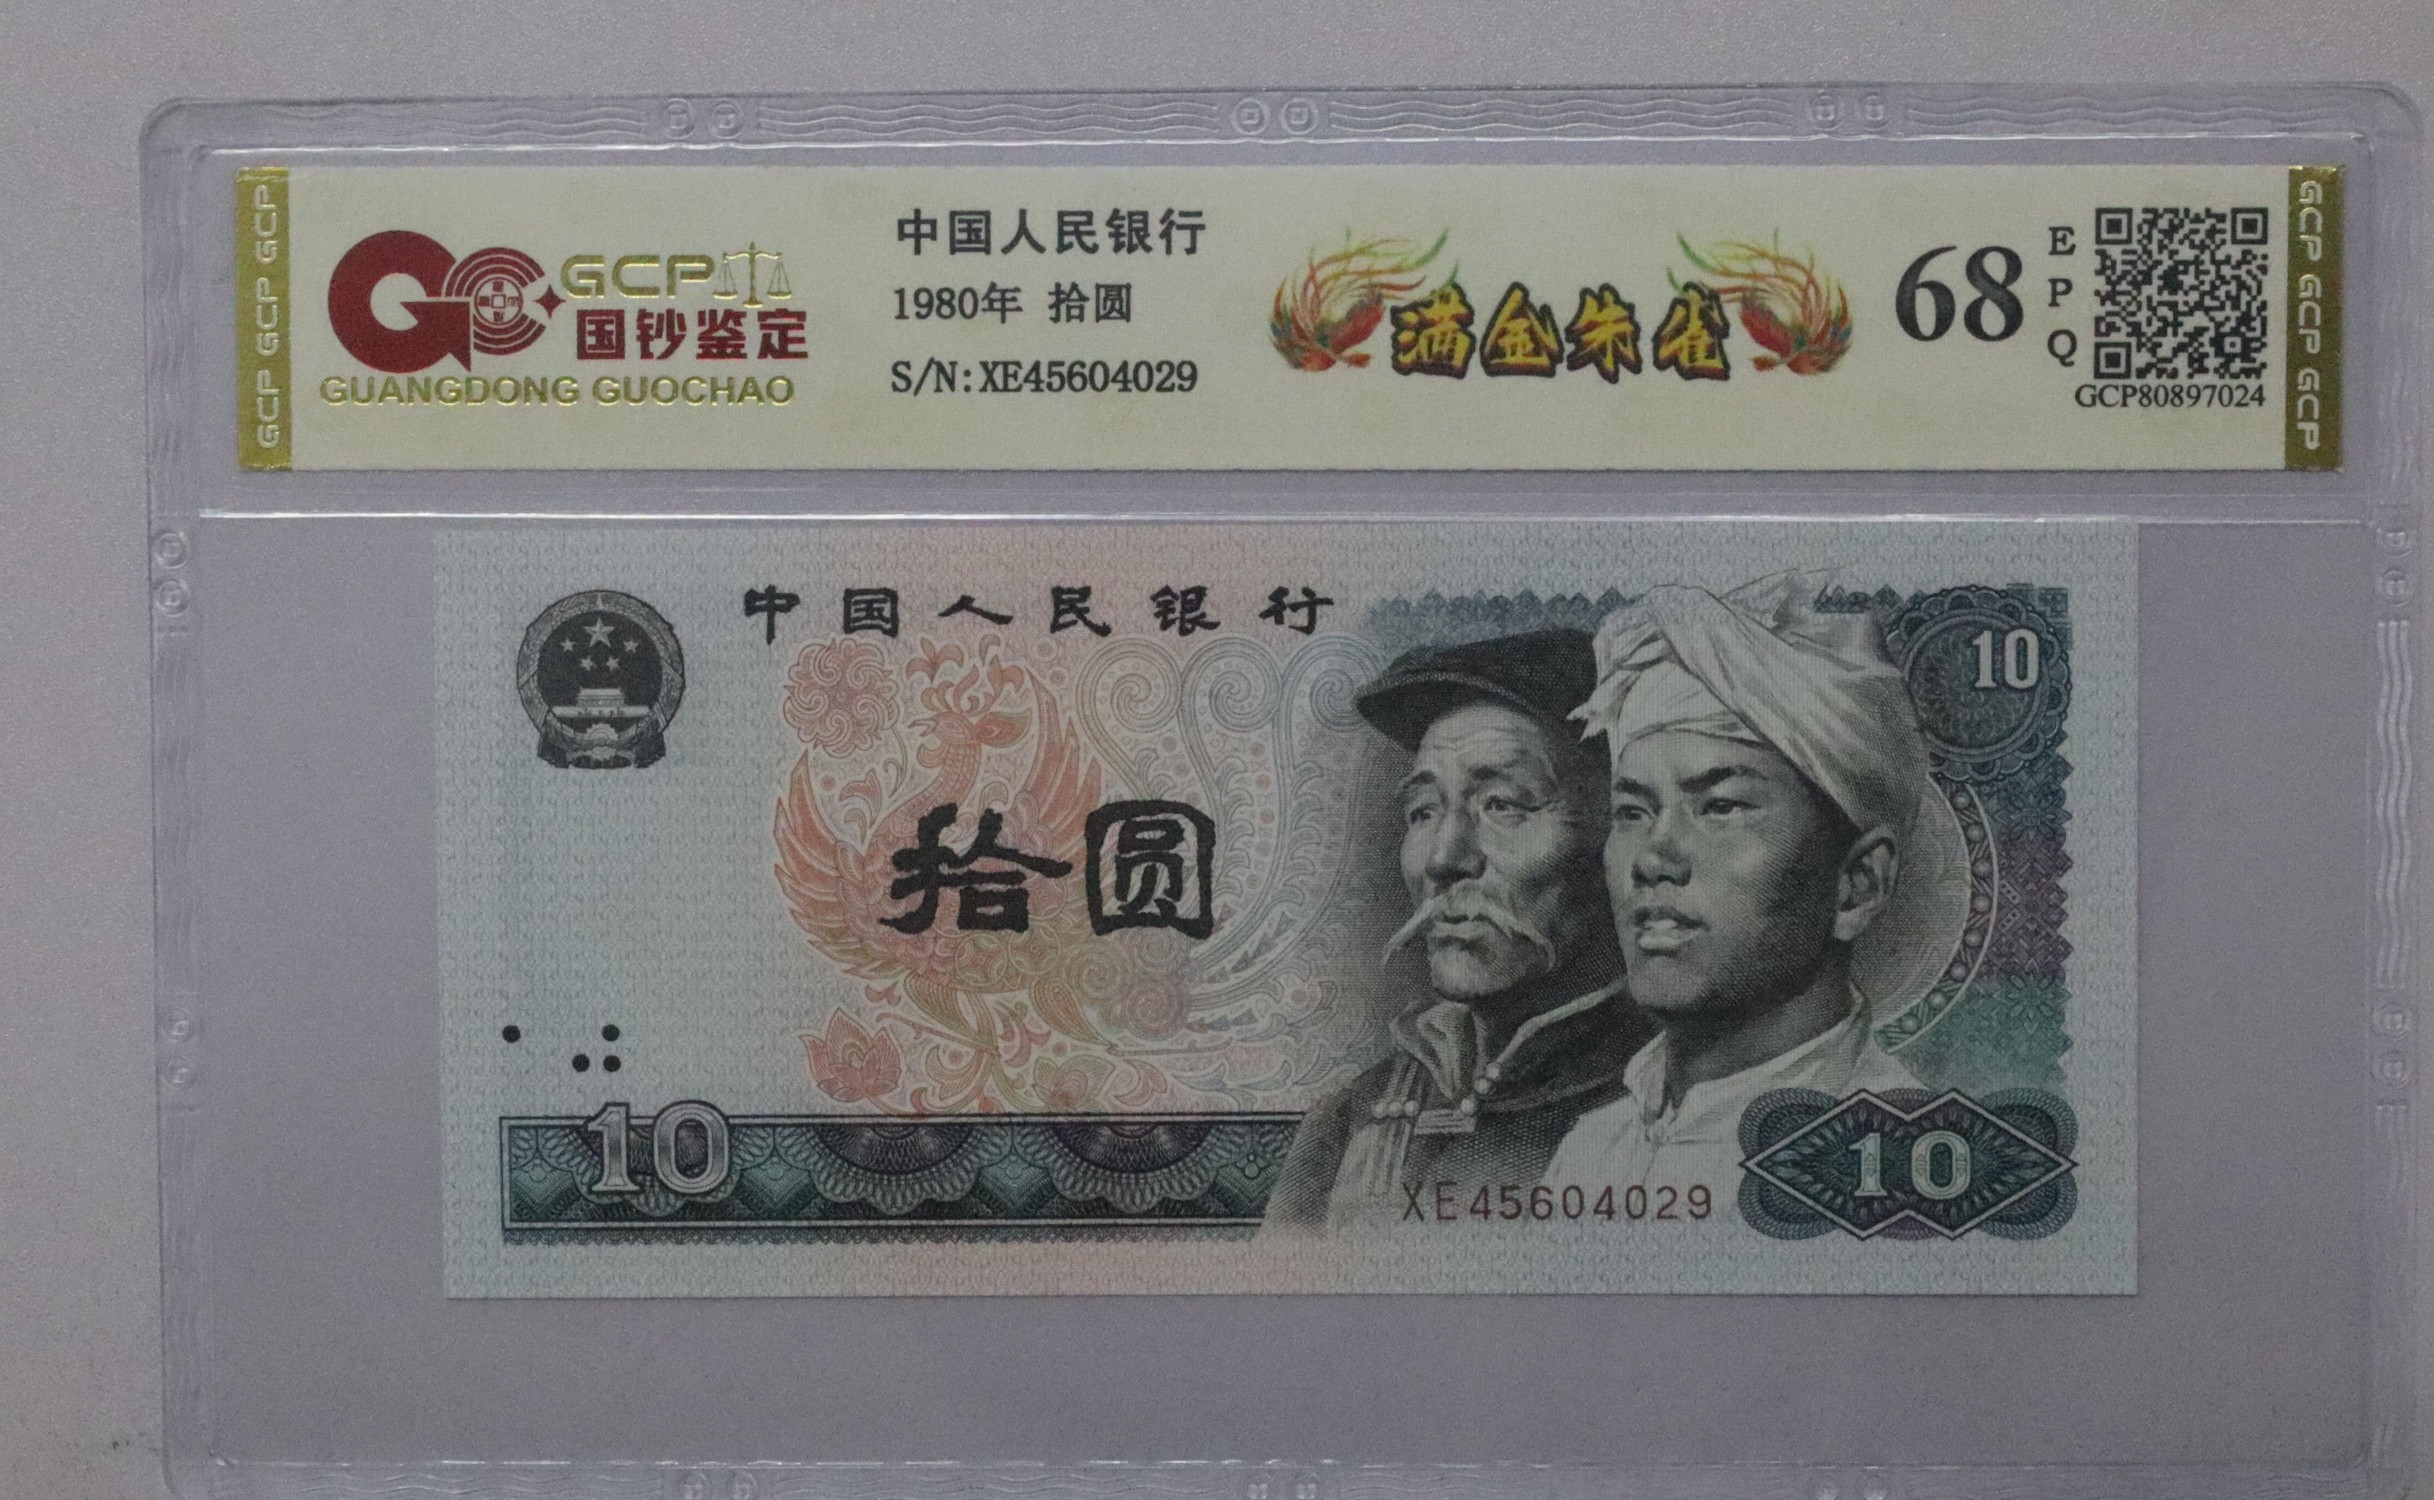 GCP GCP GCP
GCP
国钞鉴定
GUANGDONG GUOCHAO
中国人民银行
1980年 拾圆
S/N:XE45604029
满金朱雀
68
EPQ
GCP80897024
GCP GCP GCP
中国人民银行
10
拾圆
10
XE45604029
10